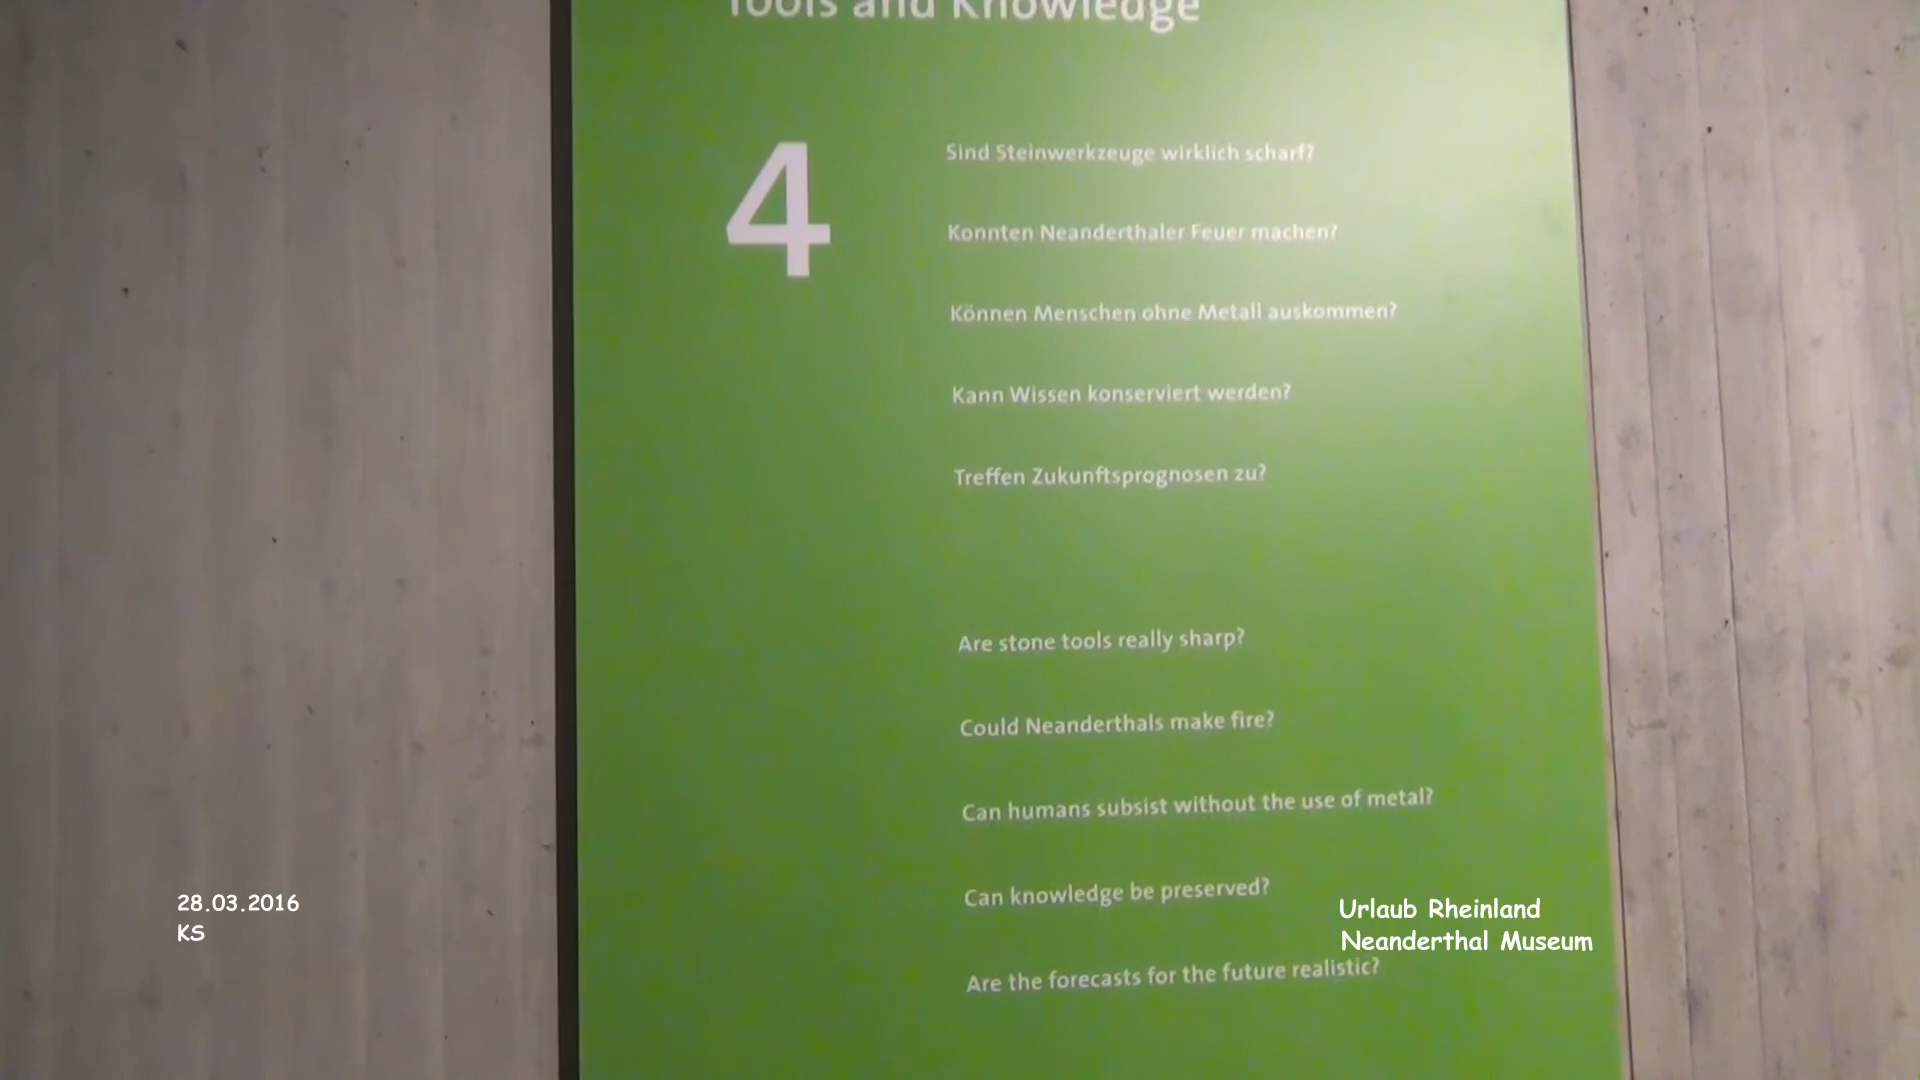 Tools and Knowledge
4
Sind Steinwerkzeuge wirklich scharf?
Konnten Neanderthaler Feuer machen?
Können Menschen ohne Metall auskommen?
Kann Wissen konserviert werden?
Treffen Zukunftsprognosen zu?
Are stone tools really sharp?
Could Neanderthals make fire?
Can humans subsist without the use of metal?
Can knowledge be preserved?
Are the forecasts for the future realistic?
28.03.2016
KS
Urlaub Rheinland
Neanderthal Museum